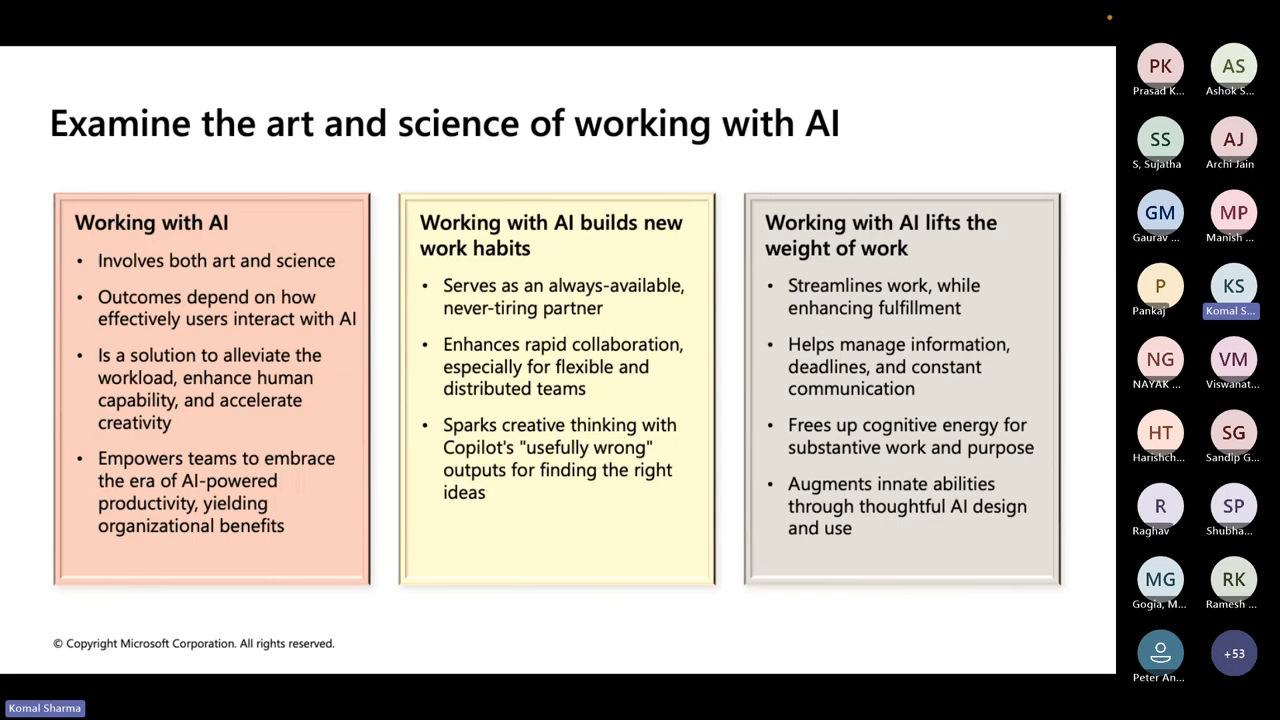 Examine the art and science of working with AI
Working with AI
• Involves both art and science
• Outcomes depend on how
effectively users interact with AI
• Is a solution to alleviate the
workload, enhance human
capability, and accelerate
creativity
• Empowers teams to embrace
the era of AI-powered
productivity, yielding
organizational benefits
Working with AI builds new
work habits
• Serves as an always-available,
never-tiring partner
• Enhances rapid collaboration,
especially for flexible and
distributed teams
• Sparks creative thinking with
Copilot's "usefully wrong"
outputs for finding the right
ideas
Working with AI lifts the
weight of work
• Streamlines work, while
enhancing fulfillment
• Helps manage information,
deadlines, and constant
communication
• Frees up cognitive energy for
substantive work and purpose
• Augments innate abilities
through thoughtful AI design
and use
© Copyright Microsoft Corporation. All rights reserved.
Komal Sharma
PK
Prasad K...
AS
Ashok S...
SS
S, Sujatha
AJ
Archi Jain
GM
Gaurav ...
MP
Manish ...
P
Pankaj
KS
Komal S...
NG
NAYAK ...
VM
Viswanat...
HT
Harishch...
SG
Sandip G...
R
Raghav
SP
Shubha...
MG
Gogia, M...
RK
Ramesh ...
Peter An...
+53